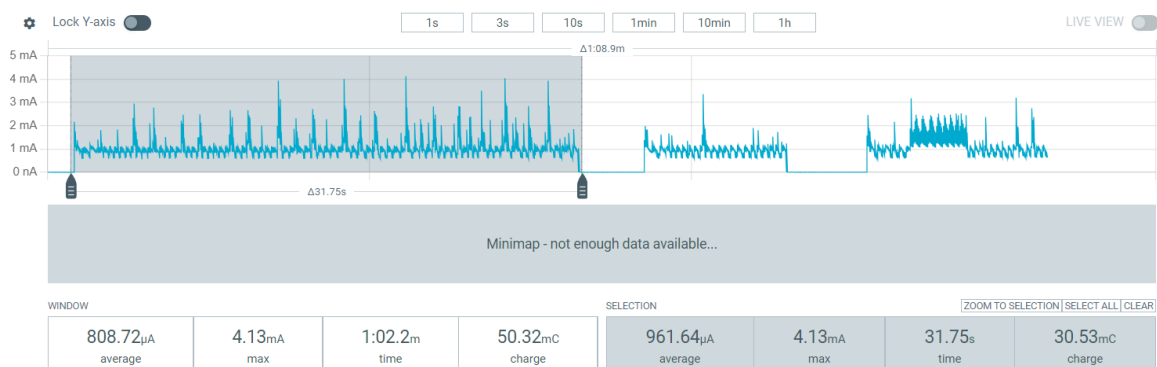 Lock Y-axis 1s 3s 10s 1min 10min 1h LIVE VIEW
Δ1:08.9m
5 mA
4 mA
3 mA
2 mA
1 mA
0 nA
Δ31.75s
Minimap - not enough data available...
WINDOW
808.72μA 4.13mA 1:02.2m 50.32mC
average max time charge
SELECTION ZOOM TO SELECTION SELECT ALL CLEAR
961.64μA 4.13mA 31.75s 30.53mC
average max time charge